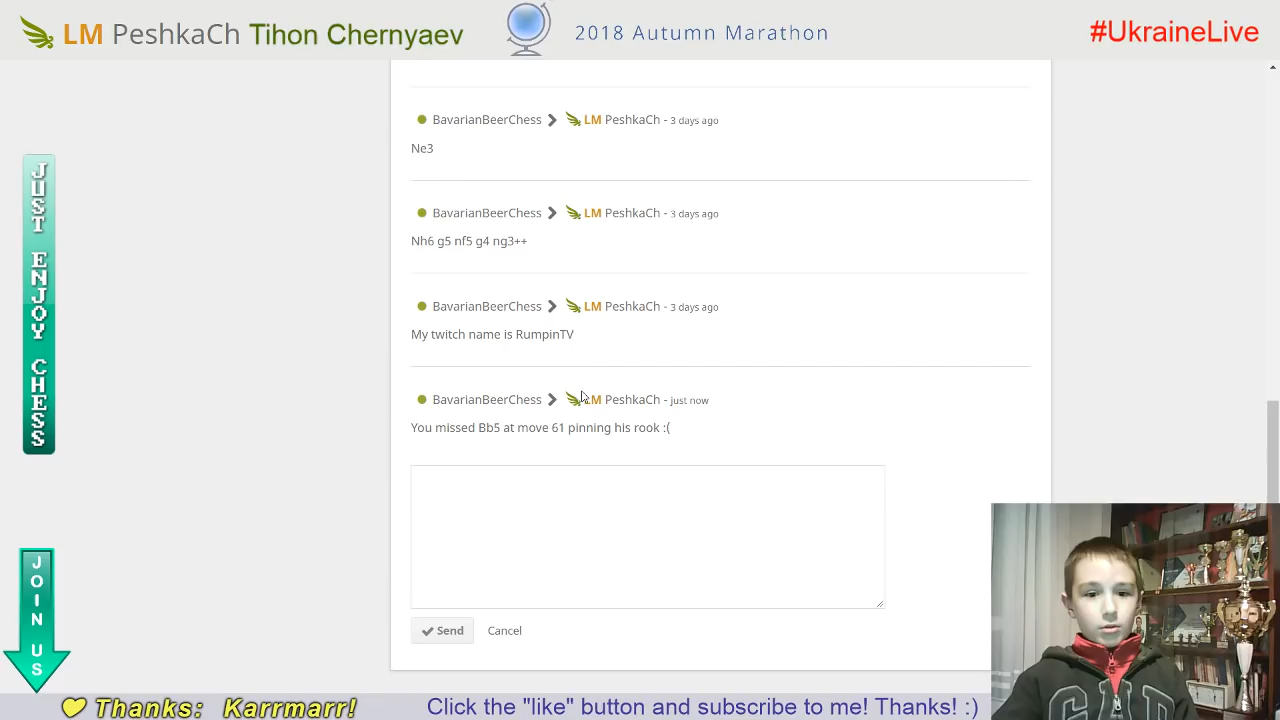 LM PeshkaCh Tihon Chernyaev
2018 Autumn Marathon
#UkraineLive
BavarianBeerChess LM PeshkaCh - 3 days ago
Ne3
BavarianBeerChess LM PeshkaCh - 3 days ago
Nh6 g5 nf5 g4 ng3++
BavarianBeerChess LM PeshkaCh - 3 days ago
My twitch name is RumpinTV
BavarianBeerChess LM PeshkaCh - just now
You missed Bb5 at move 61 pinning his rook :(
Send Cancel
JUST ENJOY CHESS
JOIN US
GAP
Thanks: Karrmarr!
Click the "like" button and subscribe to me! Thanks! :)